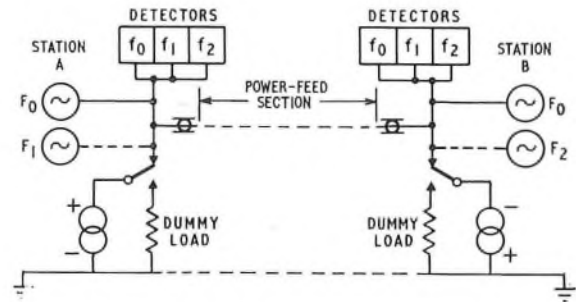 DETECTORS
f0 f1 f2
STATION
A
F0
F1
POWER-FEED
SECTION
+
−
DUMMY
LOAD
DETECTORS
f0 f1 f2
STATION
B
F0
F2
DUMMY
LOAD
−
+